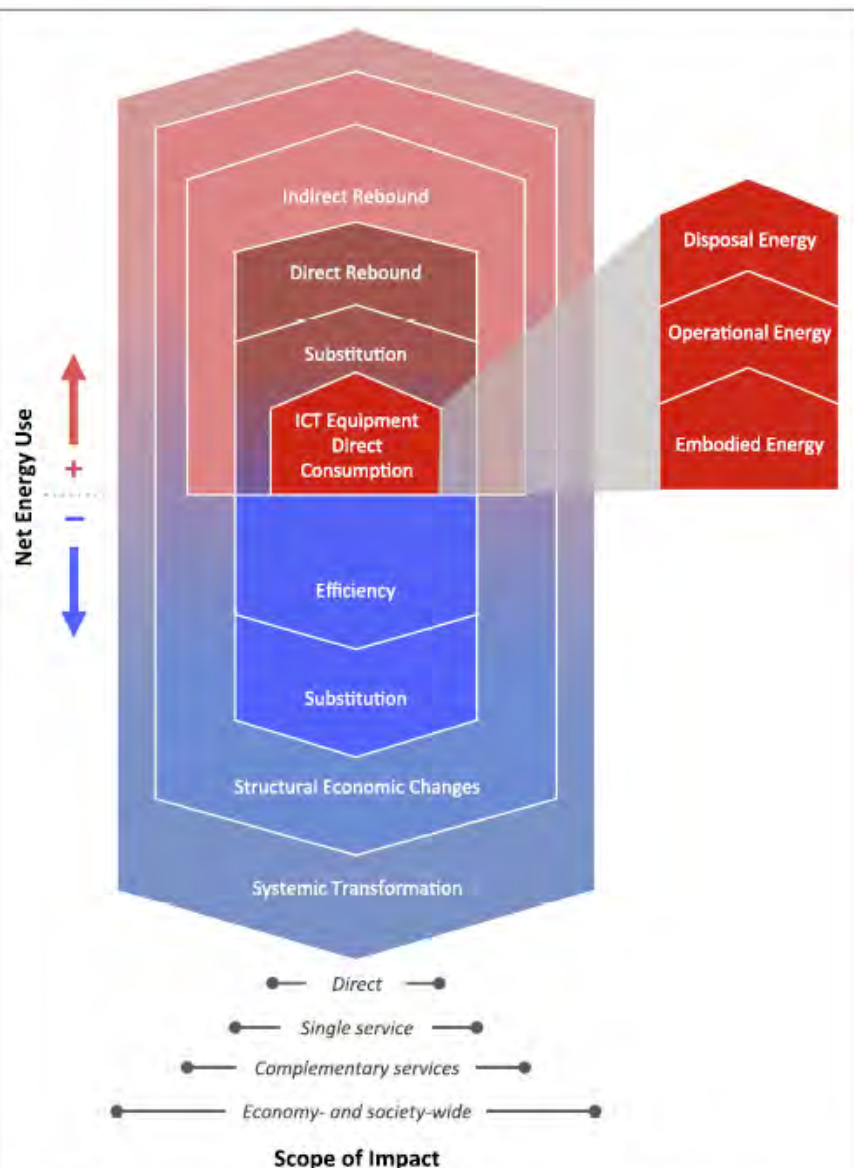 Indirect Rebound
Direct Rebound
Substitution
ICT Equipment
Direct
Consumption
Disposal Energy
Operational Energy
Embodied Energy
Net Energy Use
+
−
Efficiency
Substitution
Structural Economic Changes
Systemic Transformation
Direct
Single service
Complementary services
Economy- and society-wide
Scope of Impact